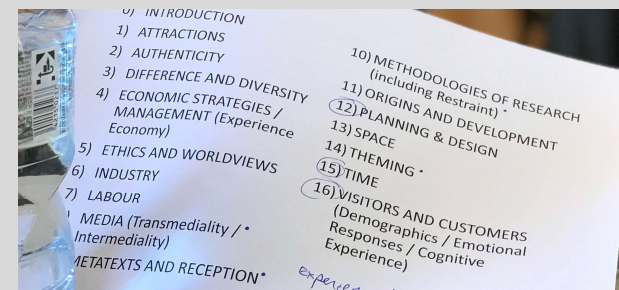 0) INTRODUCTION
1) ATTRACTIONS
2) AUTHENTICITY
3) DIFFERENCE AND DIVERSITY
4) ECONOMIC STRATEGIES /
MANAGEMENT (Experience
Economy)
5) ETHICS AND WORLDVIEWS
6) INDUSTRY
7) LABOUR
) MEDIA (Transmediality / •
Intermediality)
METATEXTS AND RECEPTION •
10) METHODOLOGIES OF RESEARCH
(including Restraint) •
11) ORIGINS AND DEVELOPMENT
12) PLANNING & DESIGN
13) SPACE
14) THEMING •
15) TIME
16) VISITORS AND CUSTOMERS
(Demographics / Emotional
Responses / Cognitive
Experience)